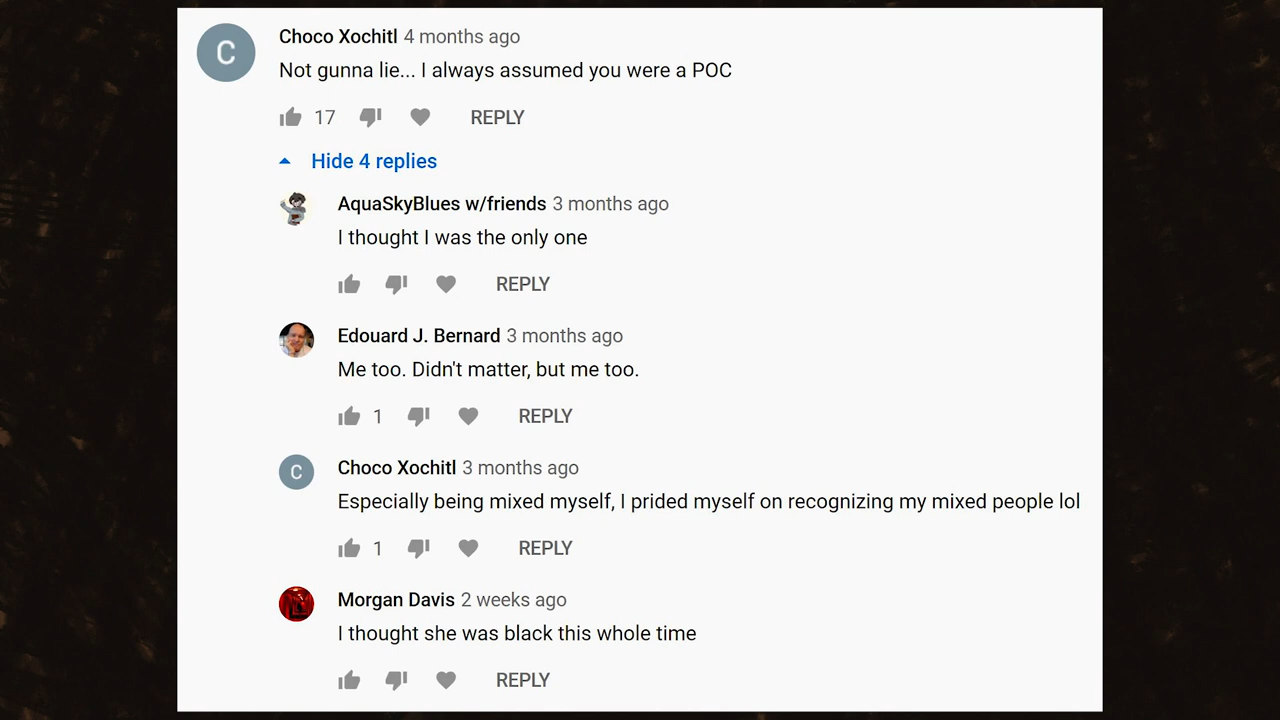 C
Choco Xochitl 4 months ago
Not gunna lie... I always assumed you were a POC
17 REPLY
Hide 4 replies
AquaSkyBlues w/friends 3 months ago
I thought I was the only one
REPLY
Edouard J. Bernard 3 months ago
Me too. Didn't matter, but me too.
1 REPLY
C
Choco Xochitl 3 months ago
Especially being mixed myself, I prided myself on recognizing my mixed people lol
1 REPLY
Morgan Davis 2 weeks ago
I thought she was black this whole time
REPLY